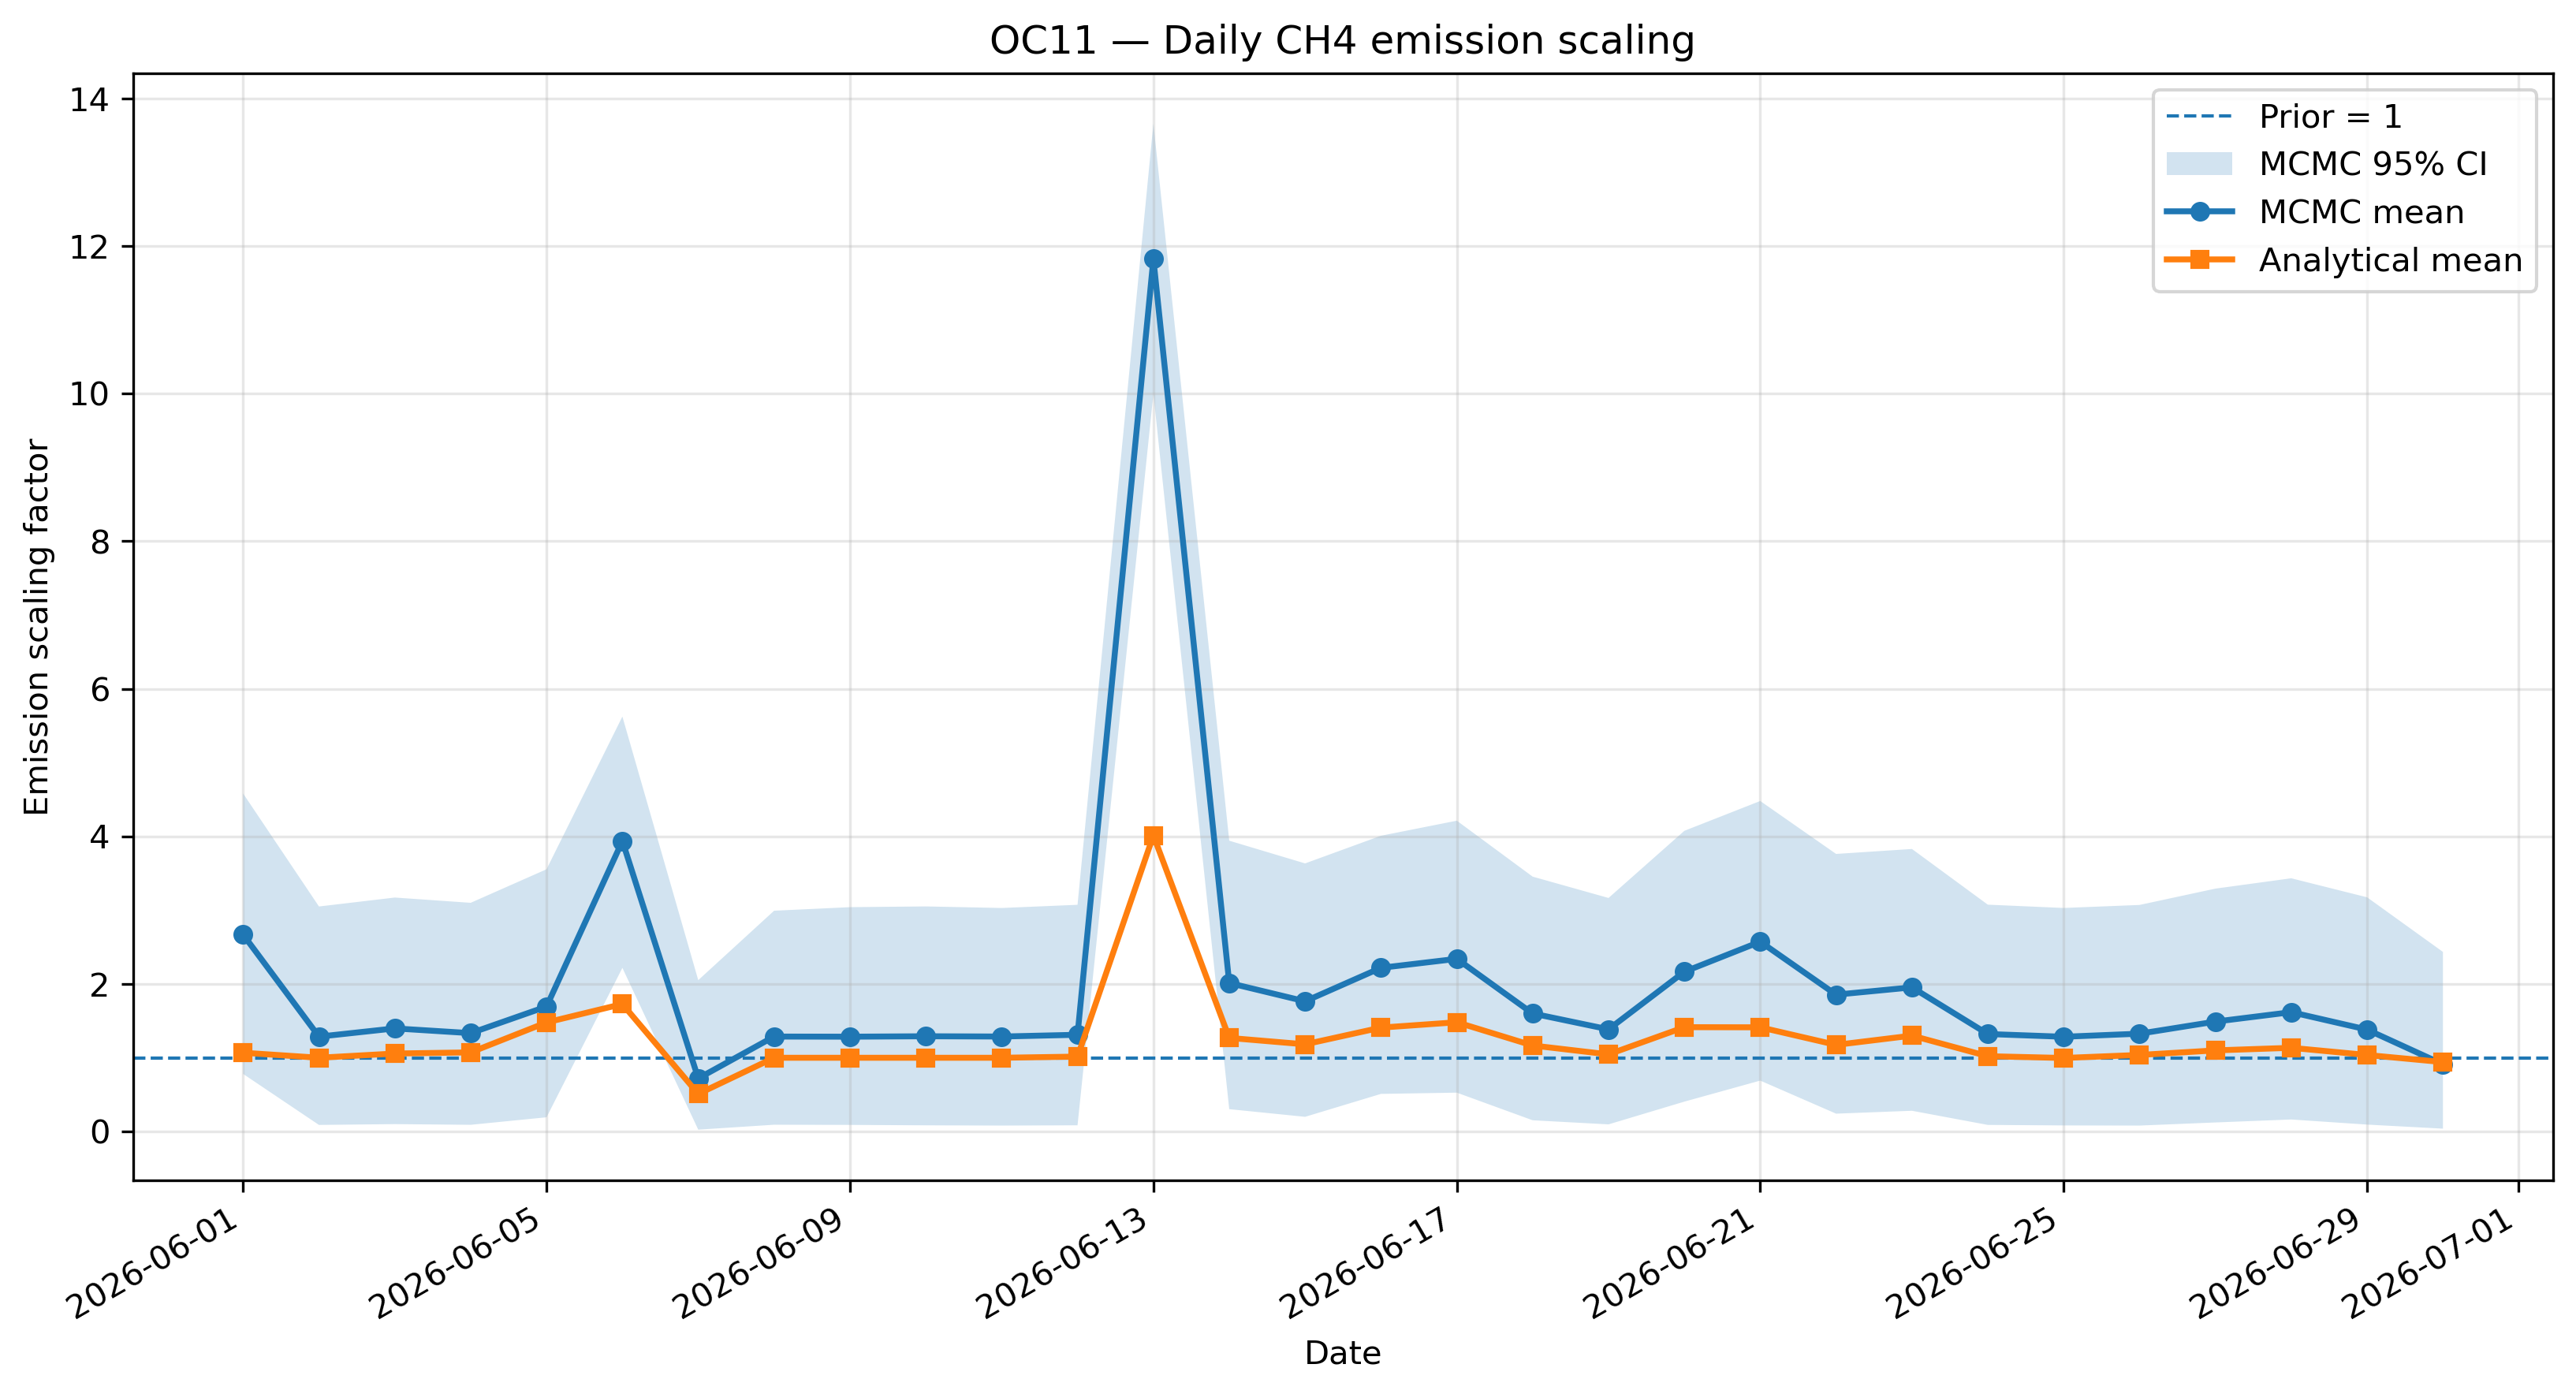 OC11 — Daily CH4 emission scaling
Prior = 1
MCMC 95% CI
MCMC mean
Analytical mean
Emission scaling factor
14
12
10
8
6
4
2
0
2026-06-01
2026-06-05
2026-06-09
2026-06-13
2026-06-17
2026-06-21
2026-06-25
2026-06-29
2026-07-01
Date